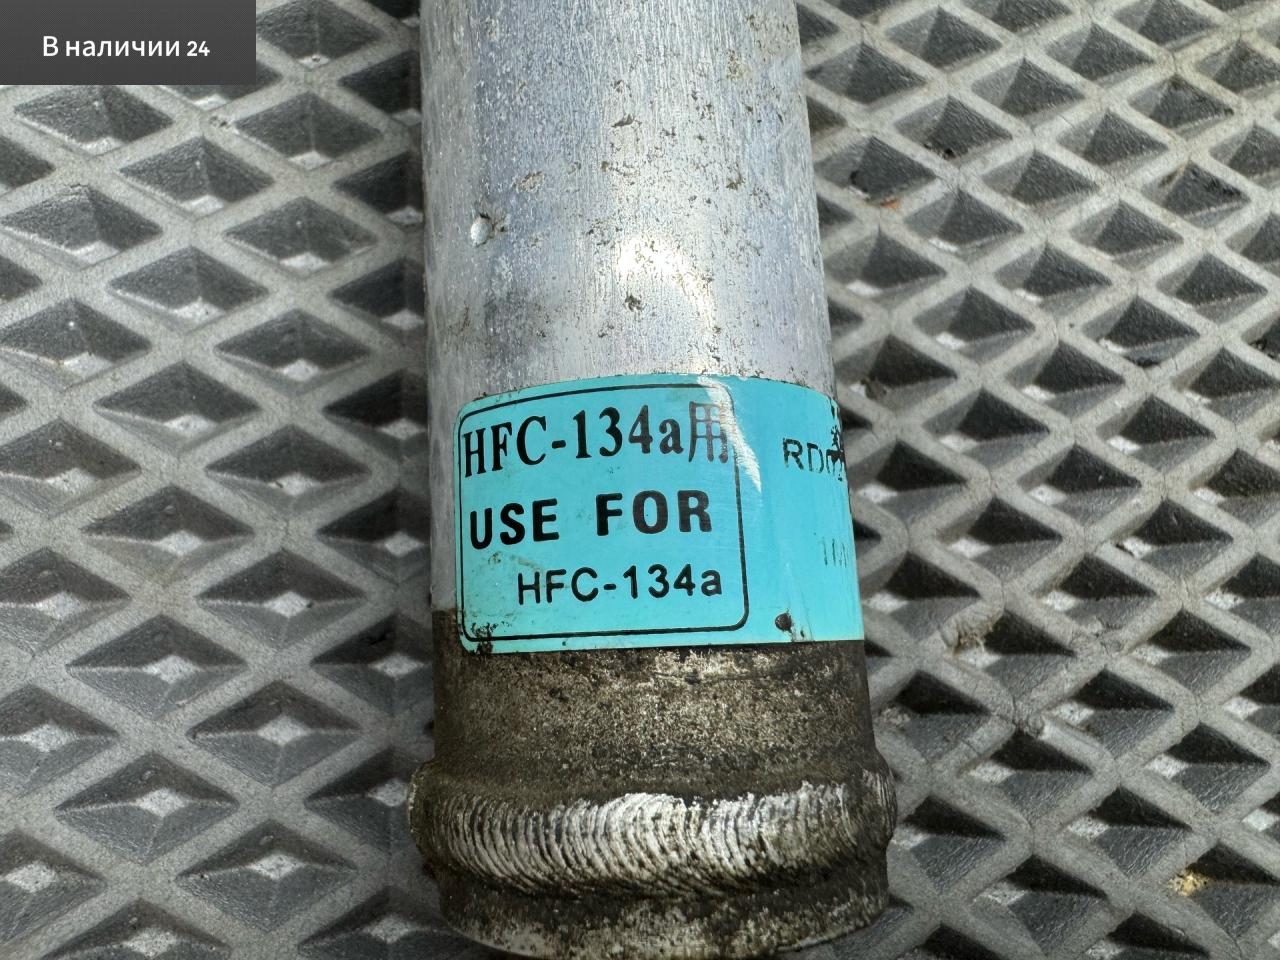 В наличии 24
HFC-134a用
USE FOR
HFC-134a